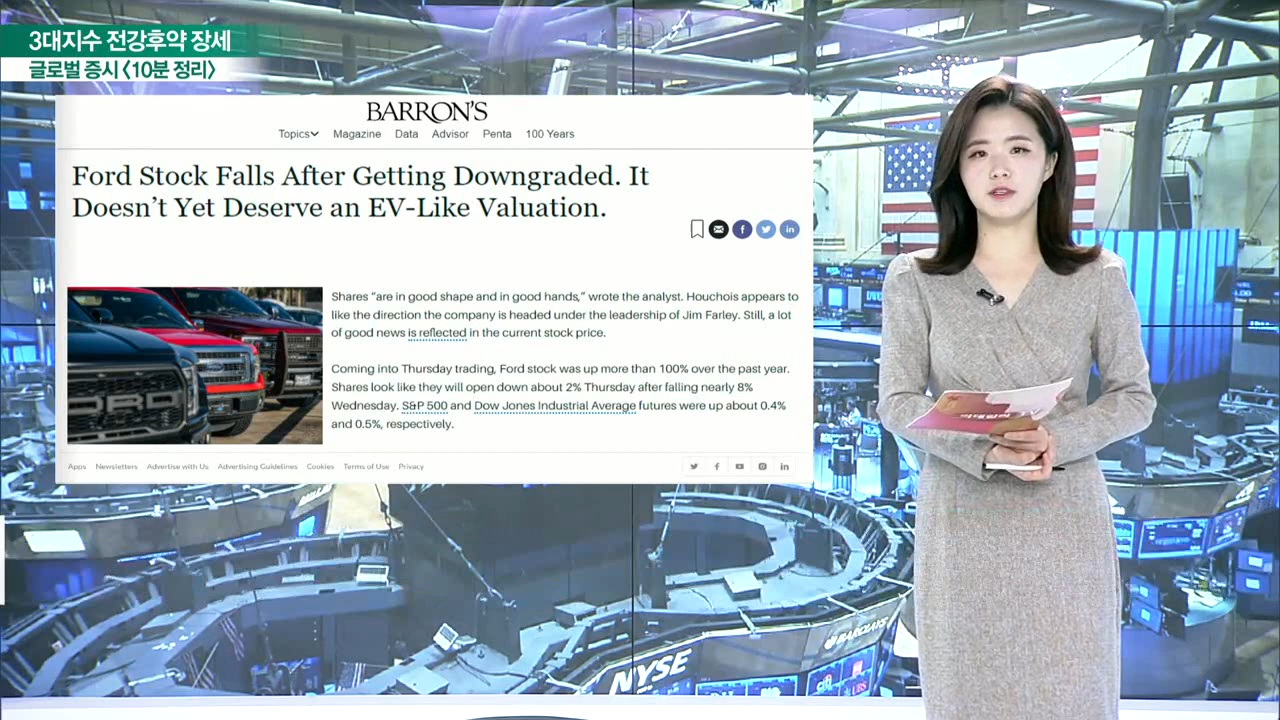 3대지수 전강후약 장세
글로벌 증시 <10분 정리>
BARRON'S
Topics Magazine Data Advisor Penta 100 Years
Ford Stock Falls After Getting Downgraded. It
Doesn't Yet Deserve an EV-Like Valuation.
Shares "are in good shape and in good hands," wrote the analyst. Houchois appears to
like the direction the company is headed under the leadership of Jim Farley. Still, a lot
of good news is reflected in the current stock price.
FORD
Coming into Thursday trading, Ford stock was up more than 100% over the past year.
Shares look like they will open down about 2% Thursday after falling nearly 8%
Wednesday. S&P 500 and Dow Jones Industrial Average futures were up about 0.4%
and 0.5%, respectively.
Apps Newsletters Advertise with Us Advertising Guidelines Cookies Terms of Use Privacy
BARCLAYS
NYSE
citi
UBS